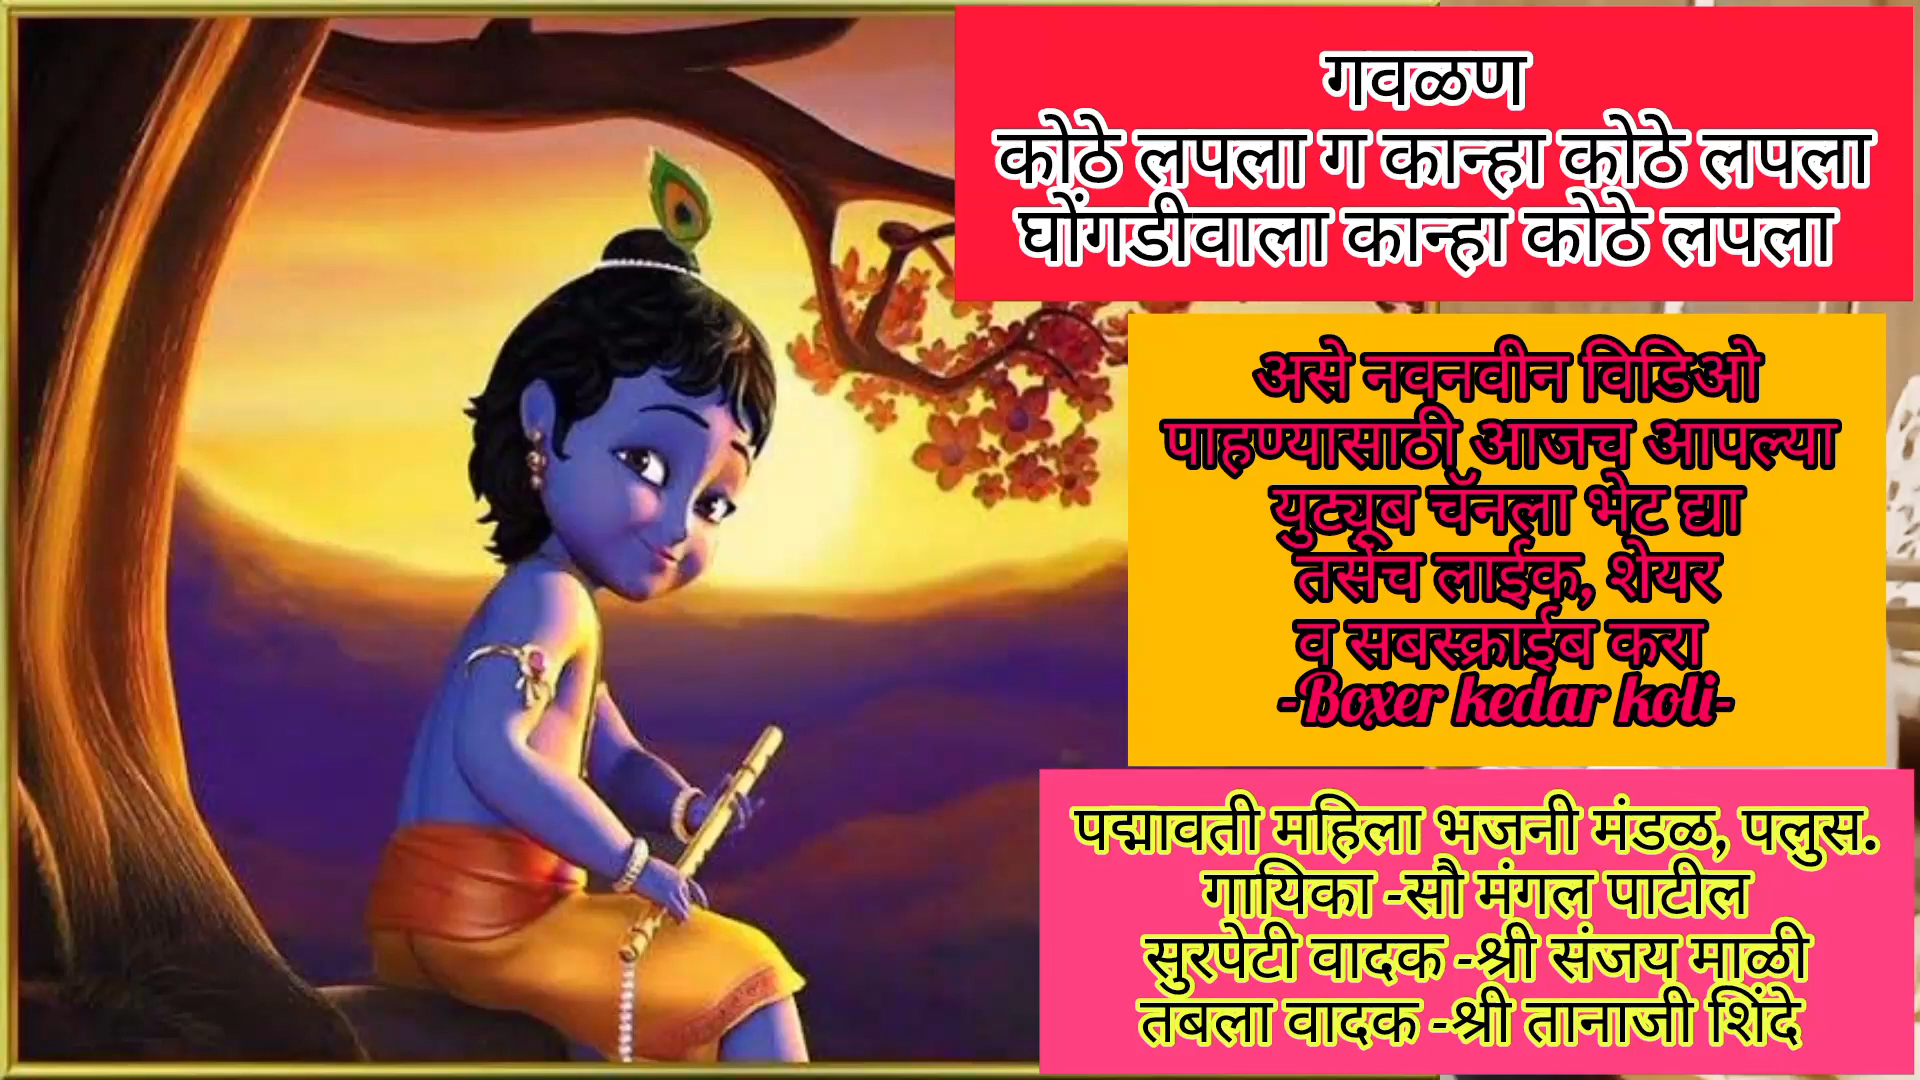 गवळण
कोठे लपला ग कान्हा कोठे लपला
घोंगडीवाला कान्हा कोठे लपला
असे नवनवीन विडिओ
पाहण्यासाठी आजच आपल्या
युट्यूब चॅनला भेट द्या
तसेच लाईक, शेयर
व सबस्क्राईब करा
-Boxer kedar koli-
पद्मावती महिला भजनी मंडळ, पलुस.
गायिका -सौ मंगल पाटील
सुरपेटी वादक -श्री संजय माळी
तबला वादक -श्री तानाजी शिंदे